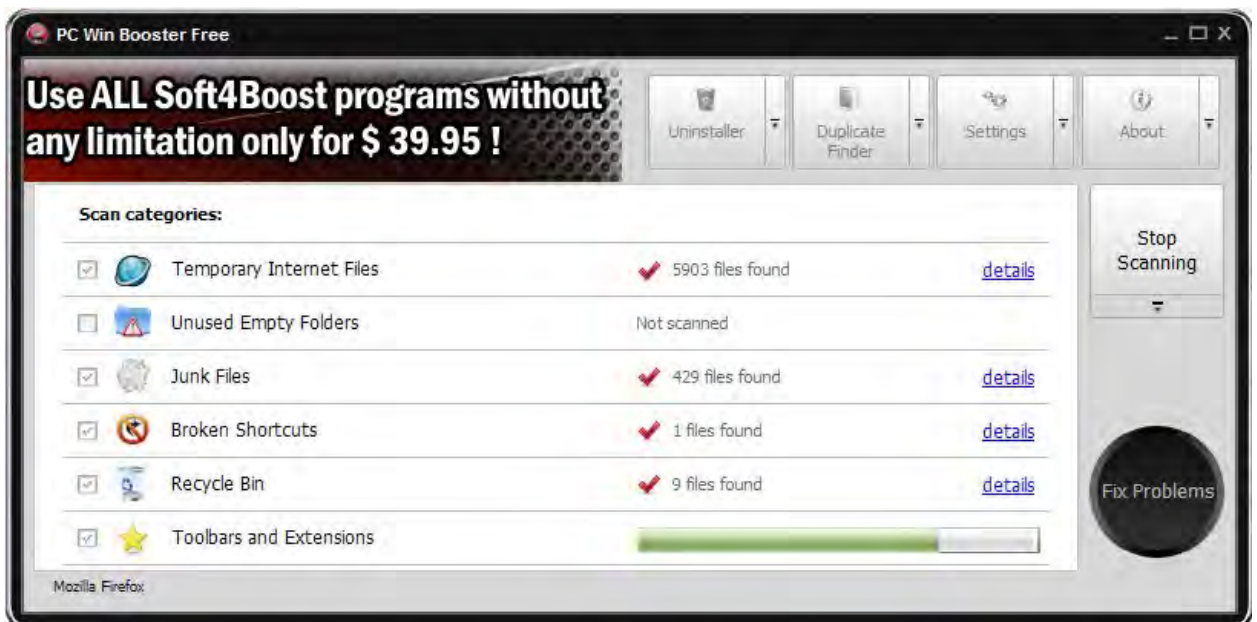 PC Win Booster Free
Use ALL Soft4Boost programs without
any limitation only for $ 39.95 !
Uninstaller
Duplicate
Finder
Settings
About
Scan categories:
Temporary Internet Files 5903 files found details
Unused Empty Folders Not scanned
Junk Files 429 files found details
Broken Shortcuts 1 files found details
Recycle Bin 9 files found details
Toolbars and Extensions
Stop
Scanning
Fix Problems
Mozilla Firefox